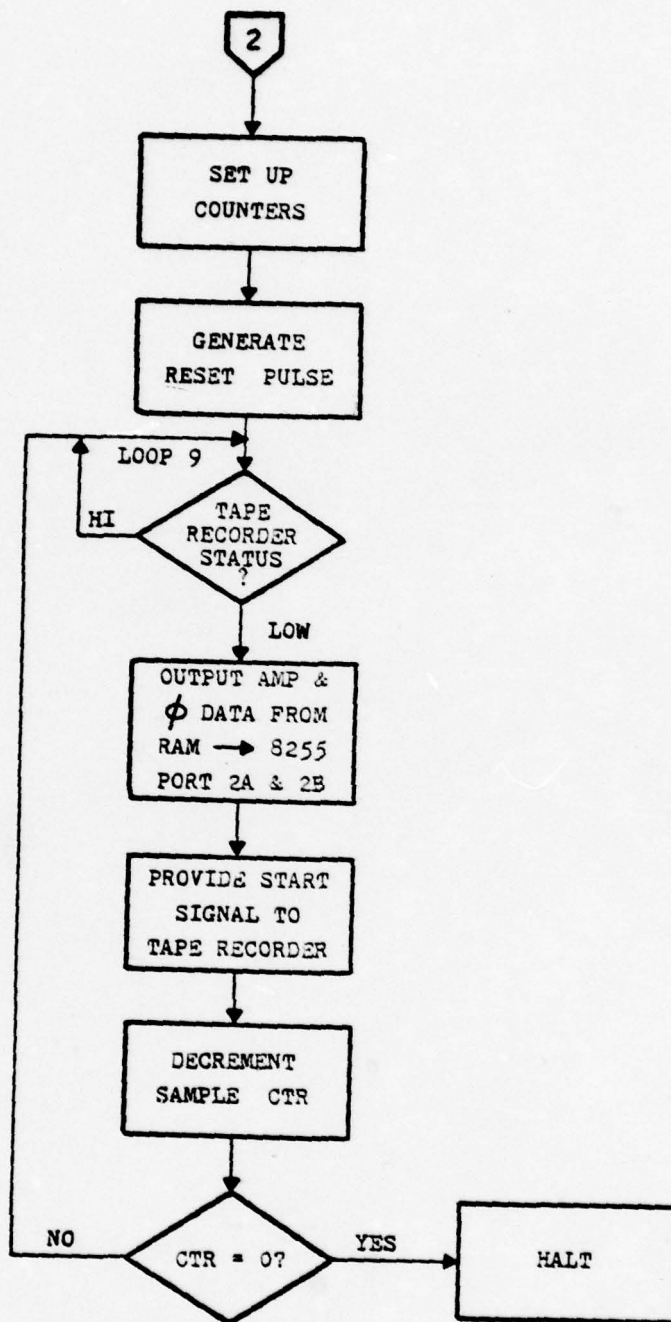 2
SET UP
COUNTERS
GENERATE
RESET PULSE
LOOP 9
HI
TAPE
RECORDER
STATUS
?
LOW
OUTPUT AMP &
ϕ DATA FROM
RAM → 8255
PORT 2A & 2B
PROVIDE START
SIGNAL TO
TAPE RECORDER
DECREMENT
SAMPLE CTR
NO
CTR = 0?
YES
HALT